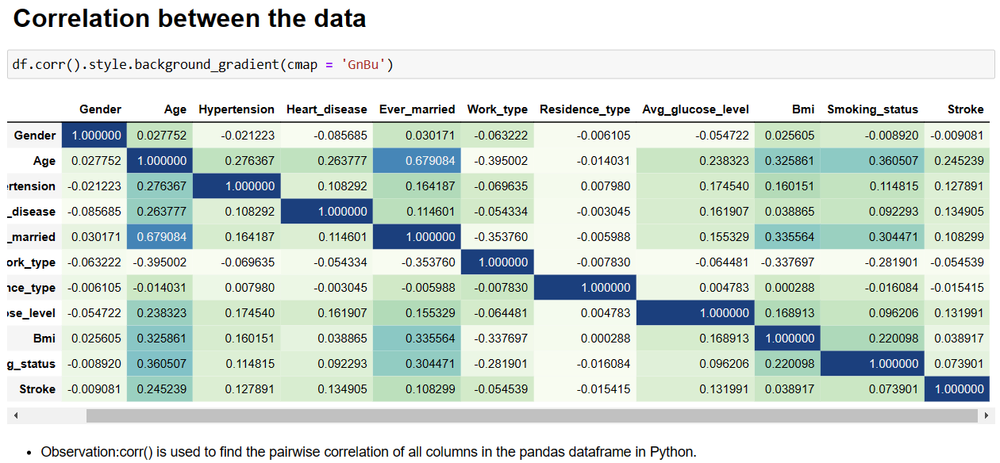 Correlation between the data
df.corr().style.background_gradient(cmap = 'GnBu')
Gender Age Hypertension Heart_disease Ever_married Work_type Residence_type Avg_glucose_level Bmi Smoking_status Stroke
Gender 1.000000 0.027752 -0.021223 -0.085685 0.030171 -0.063222 -0.006105 -0.054722 0.025605 -0.008920 -0.009081
Age 0.027752 1.000000 0.276367 0.263777 0.679084 -0.395002 -0.014031 0.238323 0.325861 0.360507 0.245239
ertension -0.021223 0.276367 1.000000 0.108292 0.164187 -0.069635 0.007980 0.174540 0.160151 0.114815 0.127891
_disease -0.085685 0.263777 0.108292 1.000000 0.114601 -0.054334 -0.003045 0.161907 0.038865 0.092293 0.134905
_married 0.030171 0.679084 0.164187 0.114601 1.000000 -0.353760 -0.005988 0.155329 0.335564 0.304471 0.108299
ork_type -0.063222 -0.395002 -0.069635 -0.054334 -0.353760 1.000000 -0.007830 -0.064481 -0.337697 -0.281901 -0.054539
nce_type -0.006105 -0.014031 0.007980 -0.003045 -0.005988 -0.007830 1.000000 0.004783 0.000288 -0.016084 -0.015415
ose_level -0.054722 0.238323 0.174540 0.161907 0.155329 -0.064481 0.004783 1.000000 0.168913 0.096206 0.131991
Bmi 0.025605 0.325861 0.160151 0.038865 0.335564 -0.337697 0.000288 0.168913 1.000000 0.220098 0.038917
g_status -0.008920 0.360507 0.114815 0.092293 0.304471 -0.281901 -0.016084 0.096206 0.220098 1.000000 0.073901
Stroke -0.009081 0.245239 0.127891 0.134905 0.108299 -0.054539 -0.015415 0.131991 0.038917 0.073901 1.000000
• Observation:corr() is used to find the pairwise correlation of all columns in the pandas dataframe in Python.